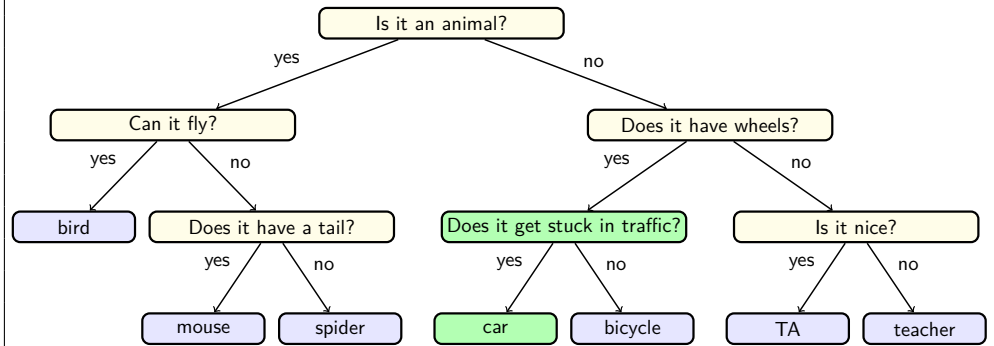 Is it an animal?
yes
no
Can it fly?
Does it have wheels?
yes
no
yes
no
bird
Does it have a tail?
Does it get stuck in traffic?
Is it nice?
yes
no
yes
no
yes
no
mouse
spider
car
bicycle
TA
teacher